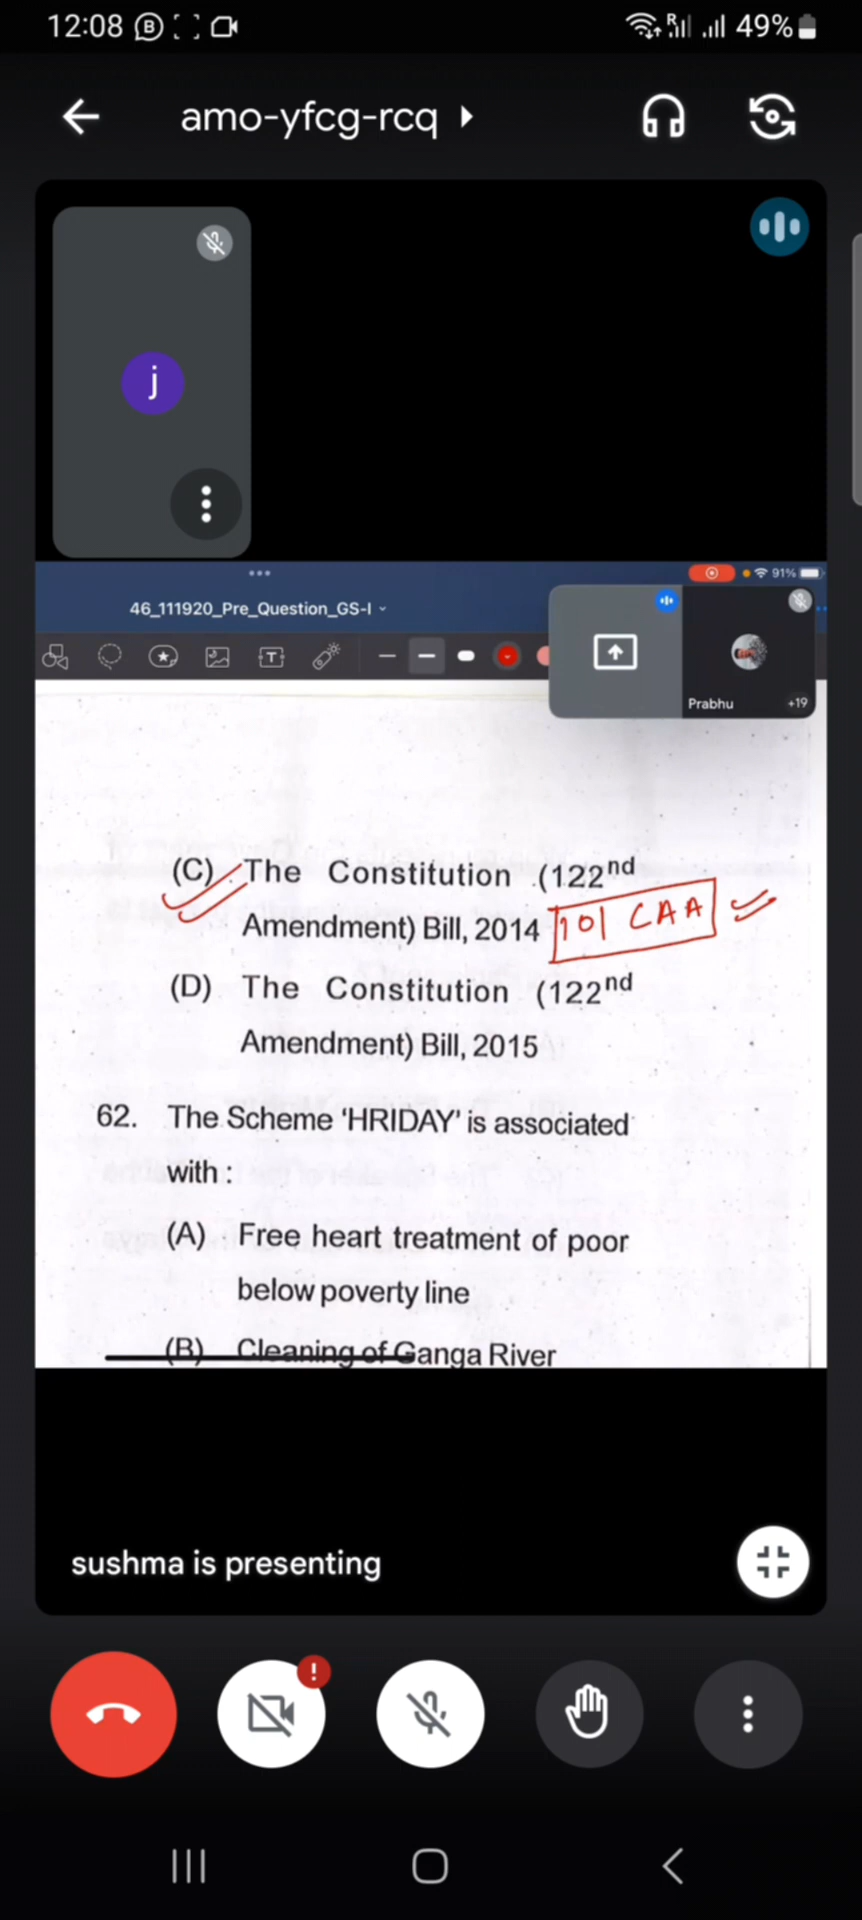 12:08
49%
amo-yfcg-rcq
j
91%
46_111920_Pre_Question_GS-I
T
Prabhu
+19
(C) The Constitution (122nd
Amendment) Bill, 2014 101 CAA
(D) The Constitution (122nd
Amendment) Bill, 2015
62. The Scheme 'HRIDAY' is associated
with :
(A) Free heart treatment of poor
below poverty line
(B) Cleaning of Ganga River
sushma is presenting